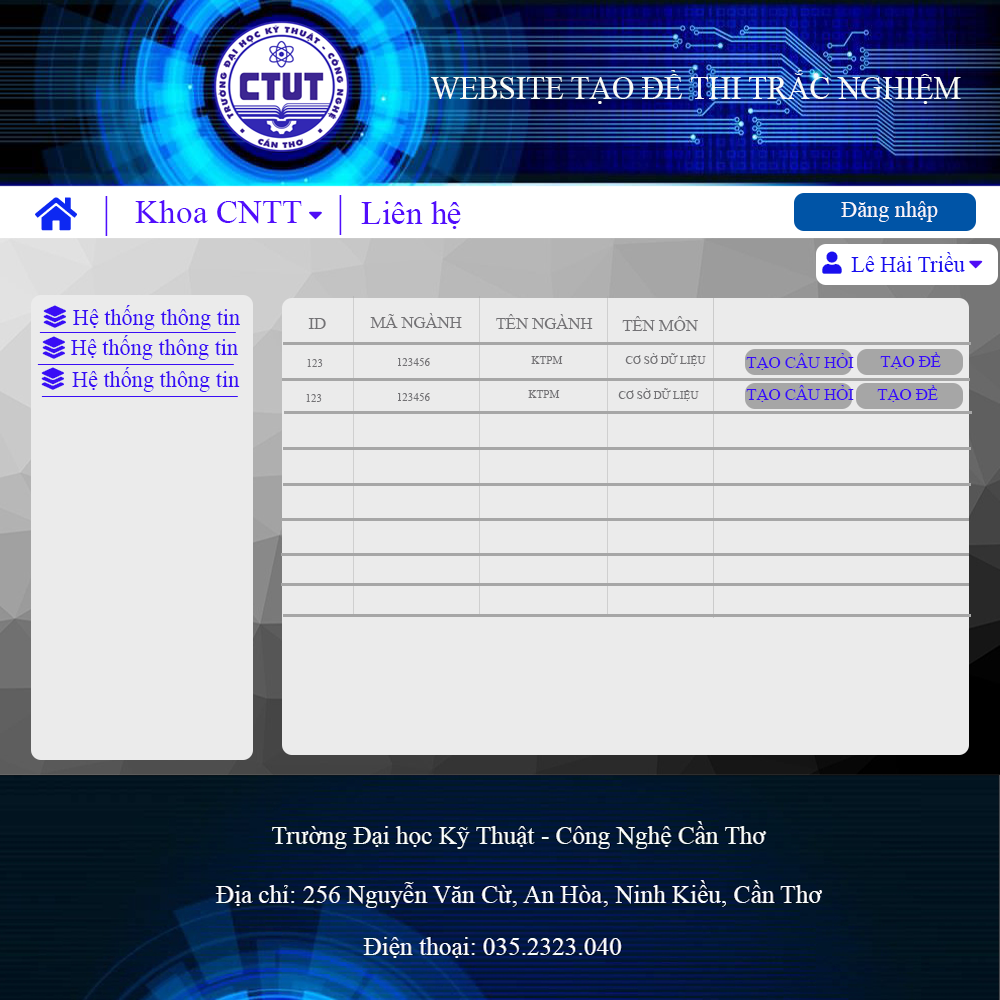 TRƯỜNG ĐẠI HỌC KỸ THUẬT - CÔNG NGHỆ
CTUT
CẦN THƠ
WEBSITE TẠO ĐỀ THI TRẮC NGHIỆM
Khoa CNTT
Liên hệ
Đăng nhập
Lê Hải Triều
Hệ thống thông tin
Hệ thống thông tin
Hệ thống thông tin
ID MÃ NGÀNH TÊN NGÀNH TÊN MÔN
123 123456 KTPM CƠ SỞ DỮ LIỆU TẠO CÂU HỎI TẠO ĐỀ
123 123456 KTPM CƠ SỞ DỮ LIỆU TẠO CÂU HỎI TẠO ĐỀ
Trường Đại học Kỹ Thuật - Công Nghệ Cần Thơ
Địa chỉ: 256 Nguyễn Văn Cừ, An Hòa, Ninh Kiều, Cần Thơ
Điện thoại: 035.2323.040